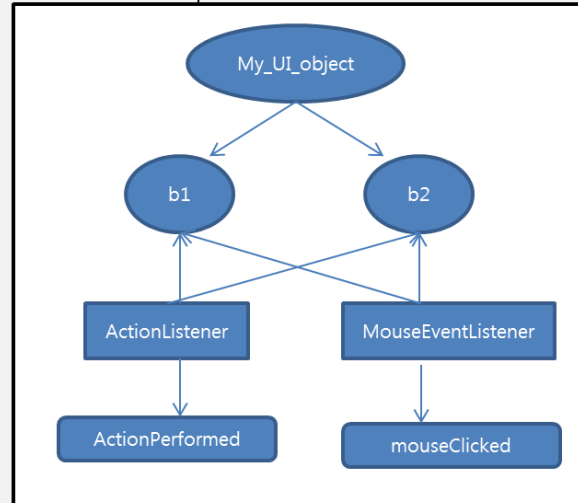 My_UI_object
b1
b2
ActionListener
MouseEventListener
ActionPerformed
mouseClicked